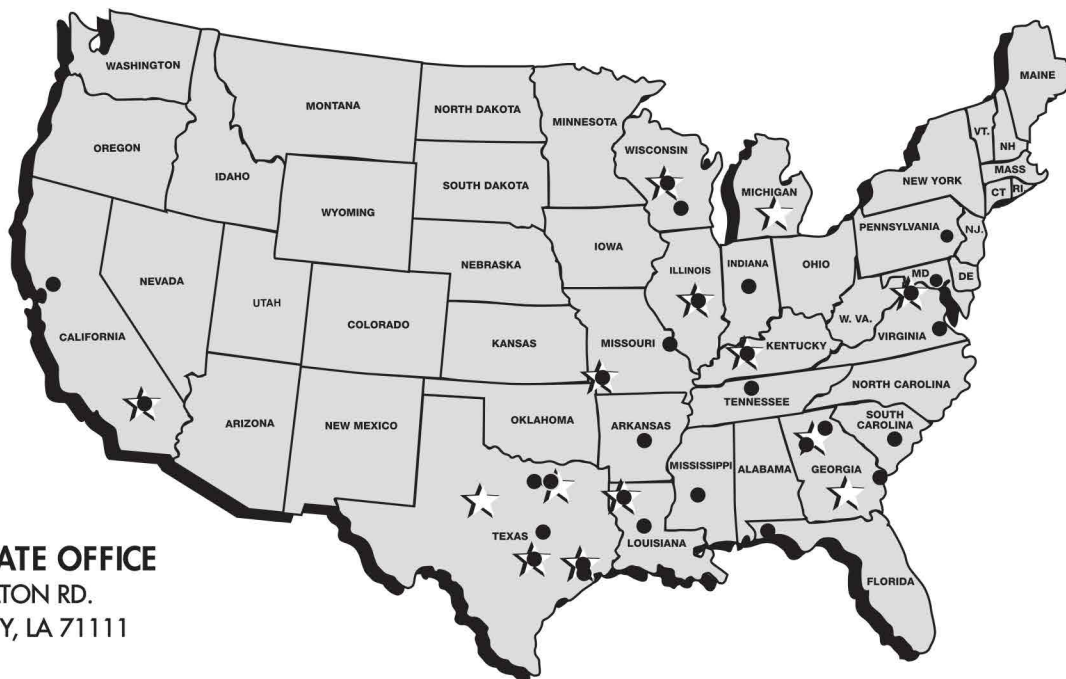 WASHINGTON
MAINE
MONTANA
NORTH DAKOTA
MINNESOTA
VT.
OREGON
NH
WISCONSIN
IDAHO
MASS
SOUTH DAKOTA
NEW YORK
MICHIGAN
CT
RI
WYOMING
PENNSYLVANIA
N.J.
IOWA
NEBRASKA
ILLINOIS
INDIANA
OHIO
MD
DE
NEVADA
UTAH
COLORADO
W. VA.
CALIFORNIA
KANSAS
MISSOURI
KENTUCKY
VIRGINIA
NORTH CAROLINA
TENNESSEE
OKLAHOMA
ARIZONA
NEW MEXICO
ARKANSAS
SOUTH
CAROLINA
MISSISSIPPI
ALABAMA
GEORGIA
TEXAS
LOUISIANA
FLORIDA
ATE OFFICE
TON RD.
Y, LA 71111